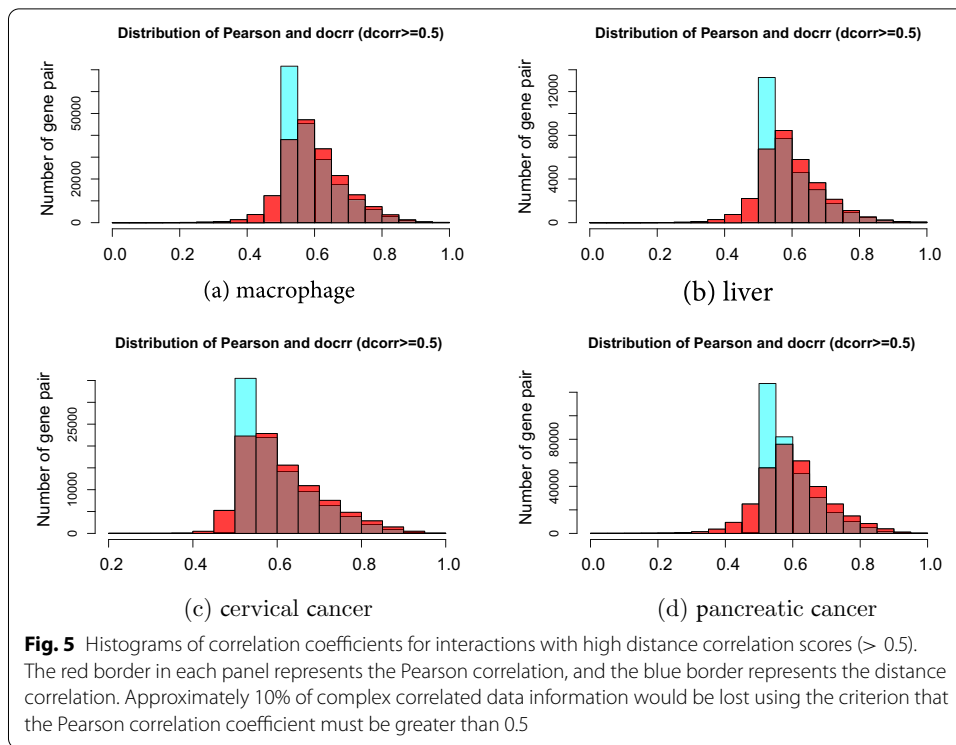 Distribution of Pearson and docrr (dcorr>=0.5)
Number of gene pair
0
20000
50000
0.0 0.2 0.4 0.6 0.8 1.0
(a) macrophage
Distribution of Pearson and docrr (dcorr>=0.5)
Number of gene pair
0
4000
8000
12000
0.0 0.2 0.4 0.6 0.8 1.0
(b) liver
Distribution of Pearson and docrr (dcorr>=0.5)
Number of gene pair
0
10000
25000
0.2 0.4 0.6 0.8 1.0
(c) cervical cancer
Distribution of Pearson and docrr (dcorr>=0.5)
Number of gene pair
0
40000
80000
0.0 0.2 0.4 0.6 0.8 1.0
(d) pancreatic cancer
Fig. 5 Histograms of correlation coefficients for interactions with high distance correlation scores (> 0.5).
The red border in each panel represents the Pearson correlation, and the blue border represents the distance
correlation. Approximately 10% of complex correlated data information would be lost using the criterion that
the Pearson correlation coefficient must be greater than 0.5